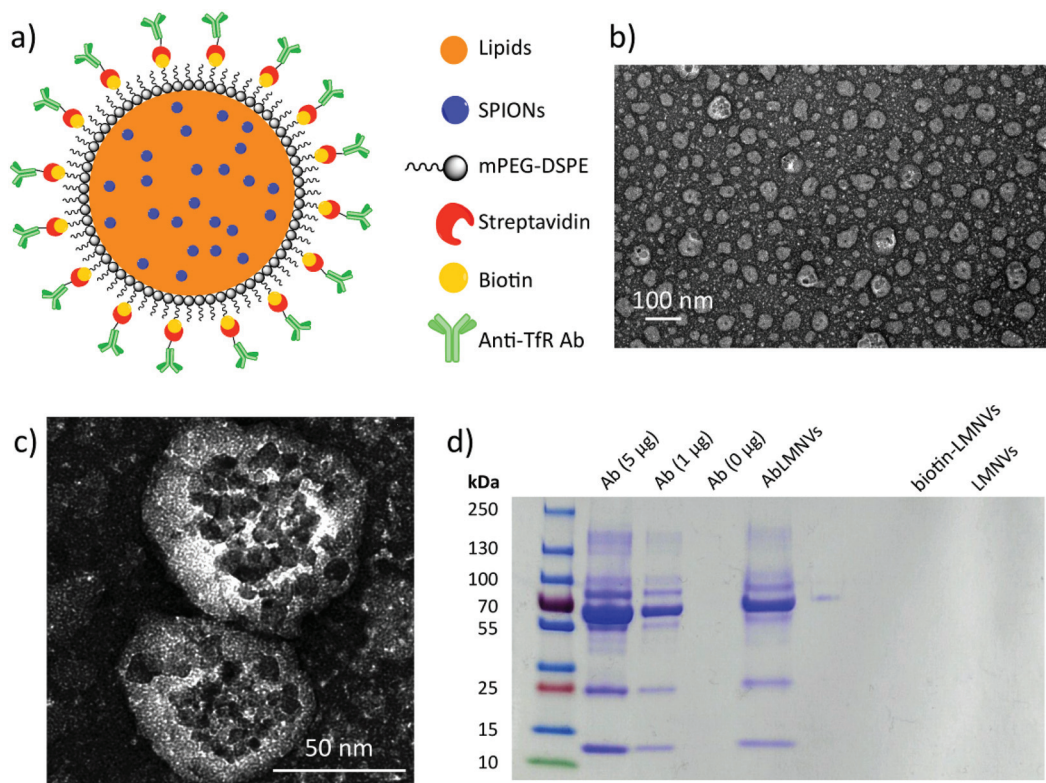 a)
Lipids
SPIONs
mPEG-DSPE
Streptavidin
Biotin
Anti-TfR Ab
b)
100 nm
c)
50 nm
d)
kDa
250
130
100
70
55
25
15
10
Ab (5 µg)
Ab (1 µg)
Ab (0 µg)
AbLMNVs
biotin-LMNVs
LMNVs